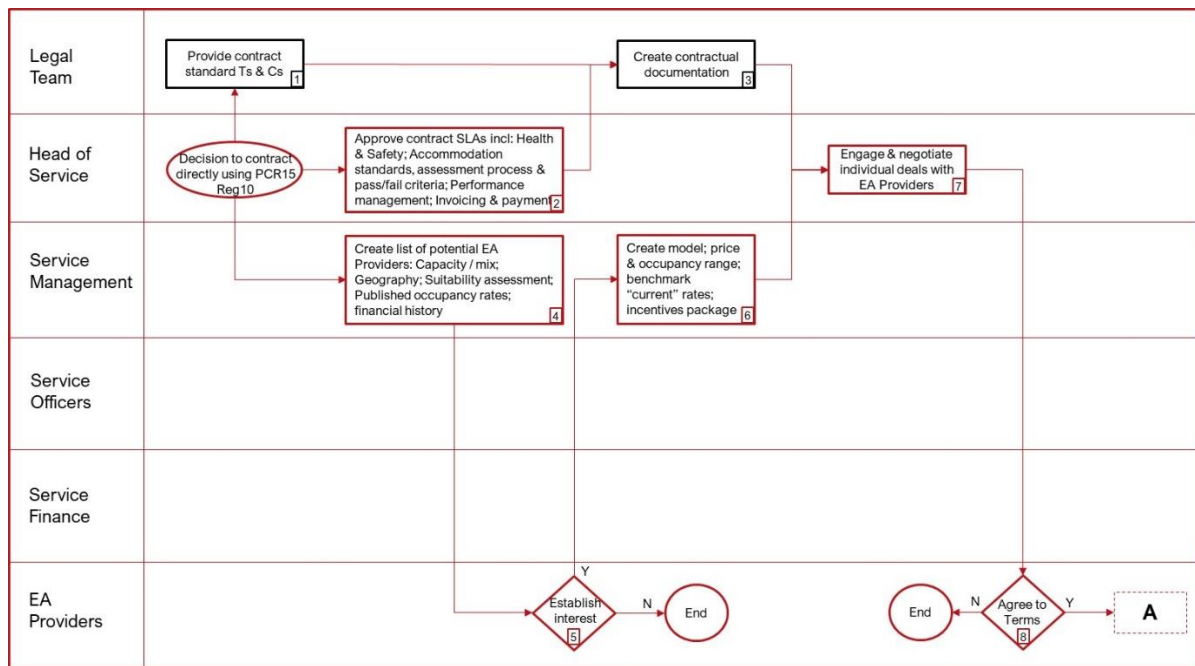 Legal
Team
Provide contract
standard Ts & Cs
1
Create contractual
documentation
3
Head of
Service
Decision to contract
directly using PCR15
Reg10
Approve contract SLAs incl: Health
& Safety; Accommodation
standards, assessment process &
pass/fail criteria; Performance
management; Invoicing & payment
2
Engage & negotiate
individual deals with
EA Providers
7
Service
Management
Create list of potential EA
Providers: Capacity / mix;
Geography; Suitability assessment;
Published occupancy rates;
financial history
4
Create model; price
& occupancy range;
benchmark
“current” rates;
incentives package
6
Service
Officers
Service
Finance
EA
Providers
Y
Establish
interest
5
N
End
End
N
Agree to
Terms
8
Y
A